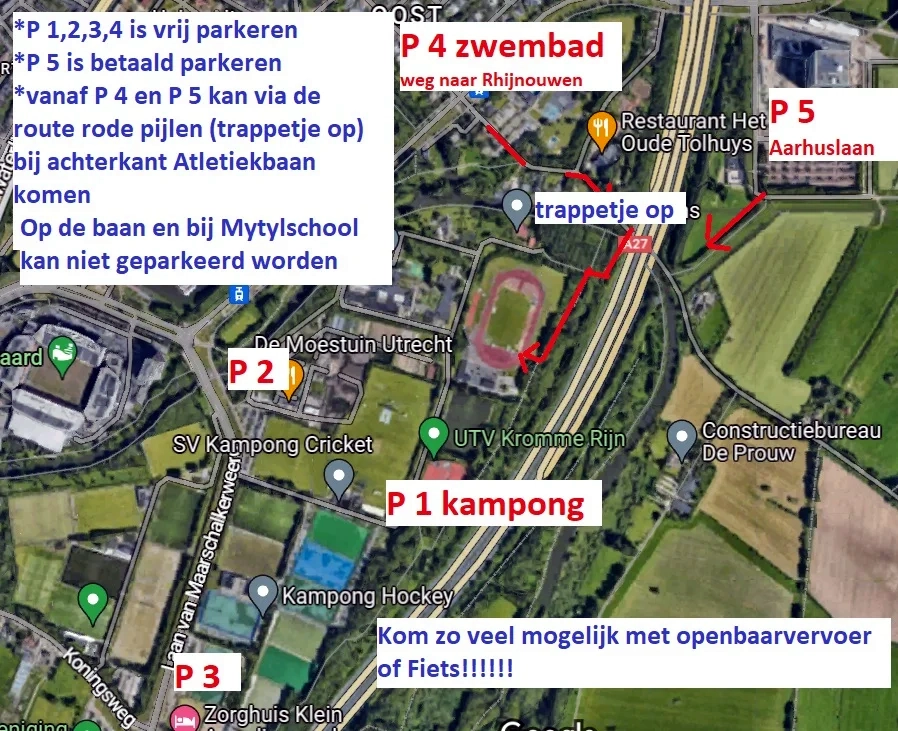 *P 1,2,3,4 is vrij parkeren
*P 5 is betaald parkeren
*vanaf P 4 en P 5 kan via de
route rode pijlen (trappetje op)
bij achterkant Atletiekbaan
komen
Op de baan en bij Mytylschool
kan niet geparkeerd worden
OOST
P 4 zwembad
weg naar Rhijnouwen
Restaurant Het
Oude Tolhuys
P 5
Aarhuslaan
trappetje op
A27
De Moestuin Utrecht
aard
P 2
SV Kampong Cricket
UTV Kromme Rijn
Constructiebureau
De Prouw
P 1 kampong
Laan van Maarschalkerweerd
Kampong Hockey
Kom zo veel mogelijk met openbaarvervoer
of Fiets!!!!!!
Koningsweg
P 3
Zorghuis Klein
eniging
Google